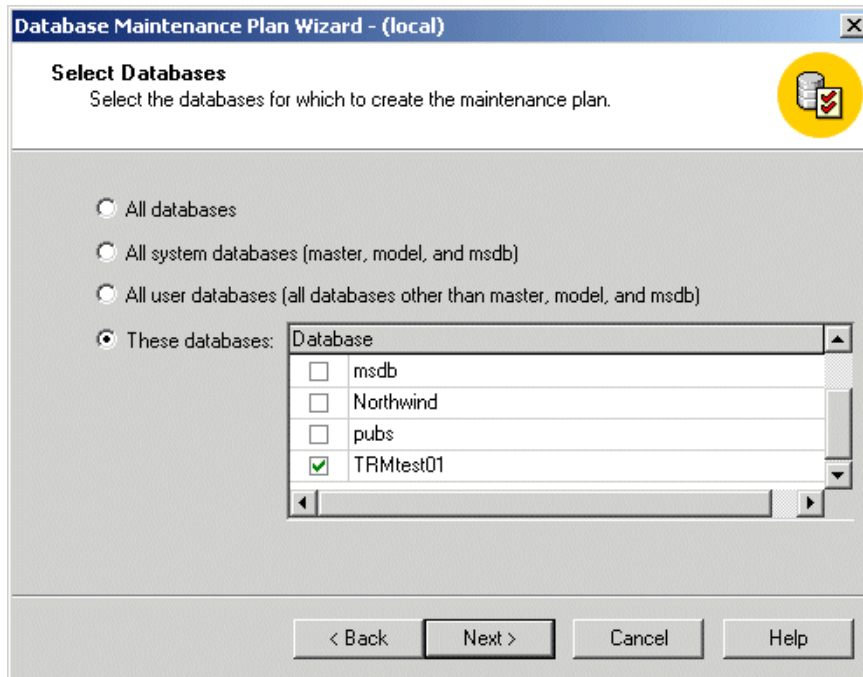 Database Maintenance Plan Wizard - (local)
Select Databases
Select the databases for which to create the maintenance plan.
All databases
All system databases (master, model, and msdb)
All user databases (all databases other than master, model, and msdb)
These databases:
Database
msdb
Northwind
pubs
TRMtest01
< Back
Next >
Cancel
Help